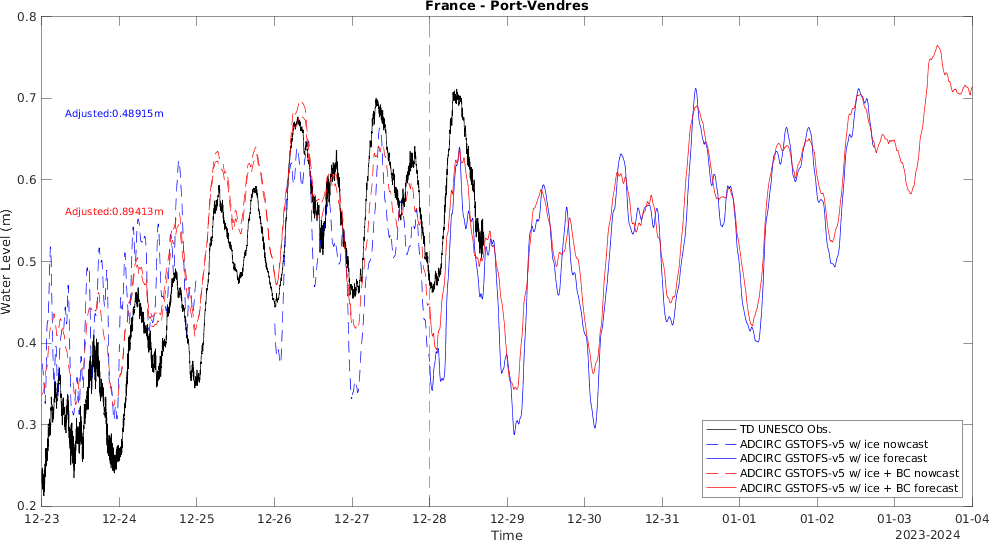 France - Port-Vendres
Water Level (m)
0.8
0.7
0.6
0.5
0.4
0.3
0.2
Adjusted:0.48915m
Adjusted:0.89413m
TD UNESCO Obs.
ADCIRC GSTOFS-v5 w/ ice nowcast
ADCIRC GSTOFS-v5 w/ ice forecast
ADCIRC GSTOFS-v5 w/ ice + BC nowcast
ADCIRC GSTOFS-v5 w/ ice + BC forecast
12-23 12-24 12-25 12-26 12-27 12-28 12-29 12-30 12-31 01-01 01-02 01-03 01-04
Time
2023-2024